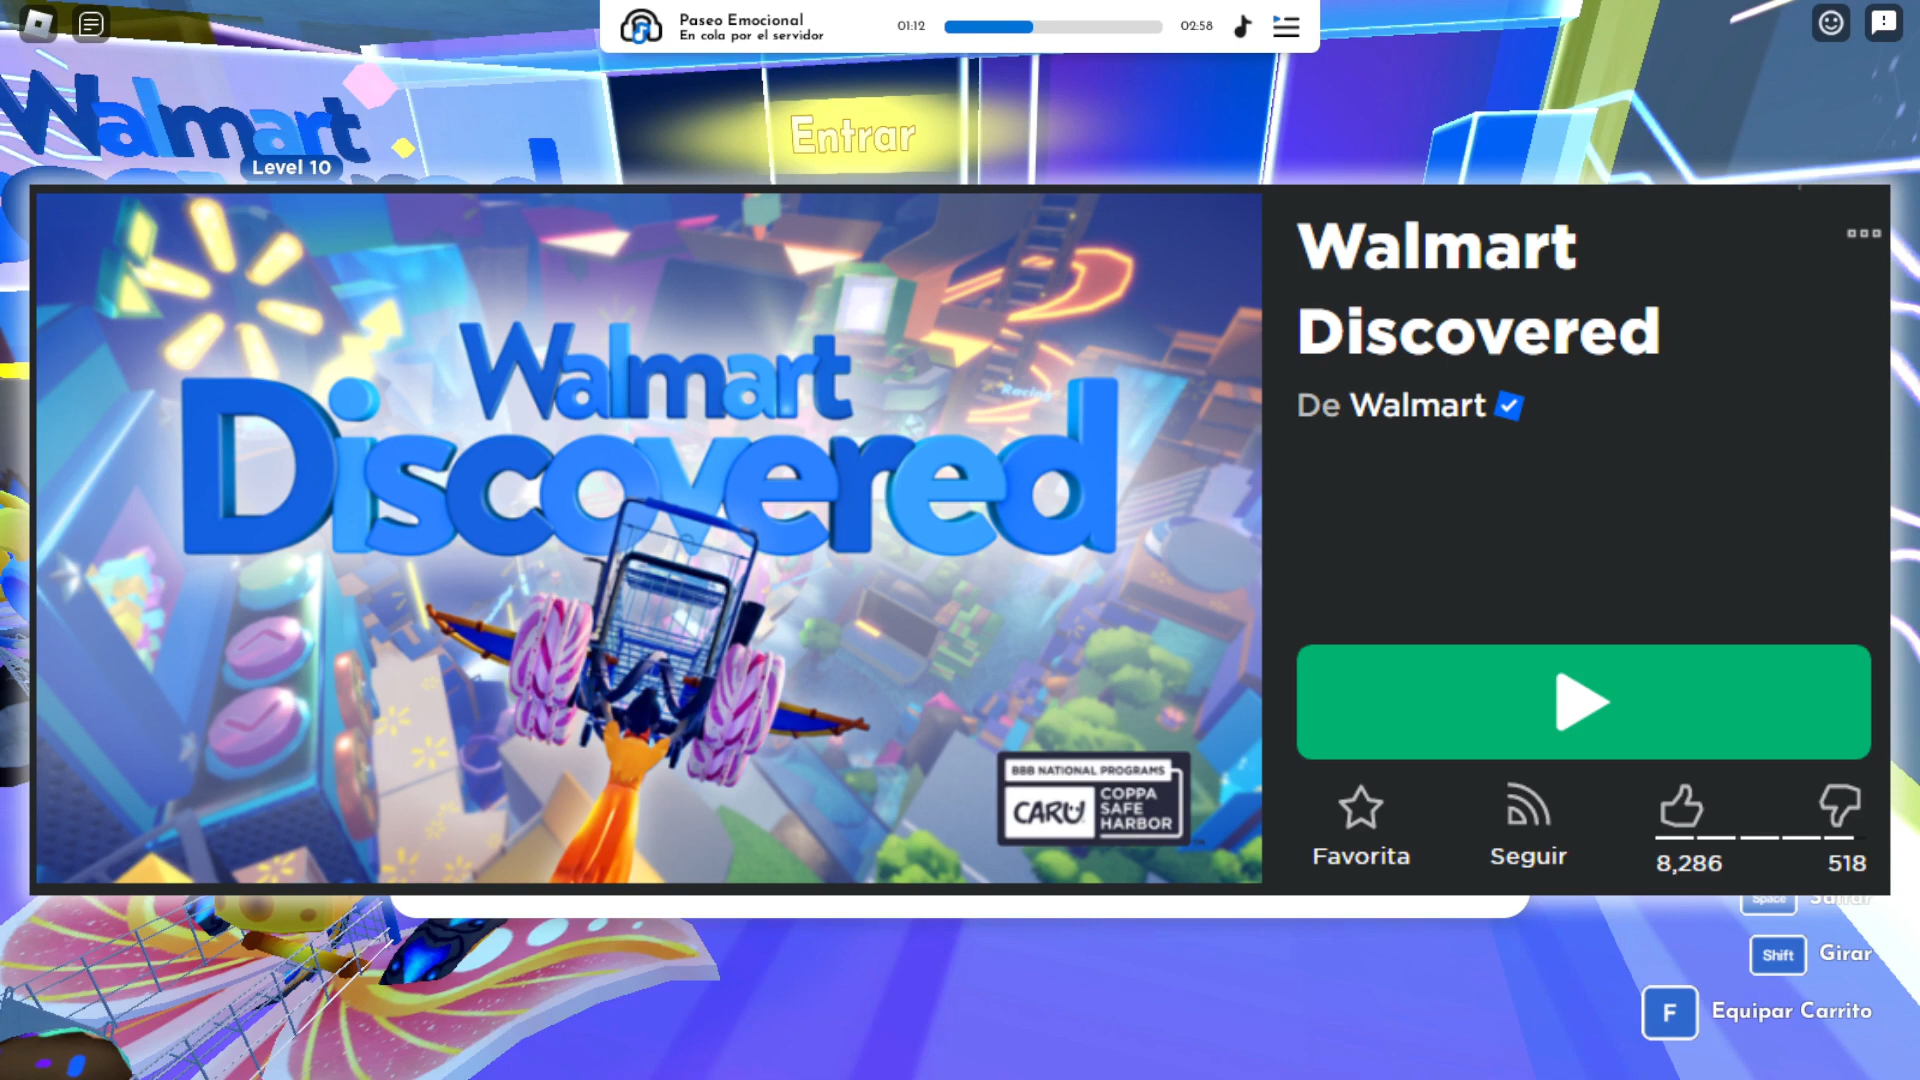 Paseo Emocional
En cola por el servidor
01:12
02:58
Walmart
Entrar
Level 10
Walmart
Discovered
Walmart
Discovered
De Walmart
Racing
BBB NATIONAL PROGRAMS
CARU
COPPA
SAFE
HARBOR
Favorita
Seguir
8,286
518
Space
Saltar
Shift
Girar
F
Equipar Carrito